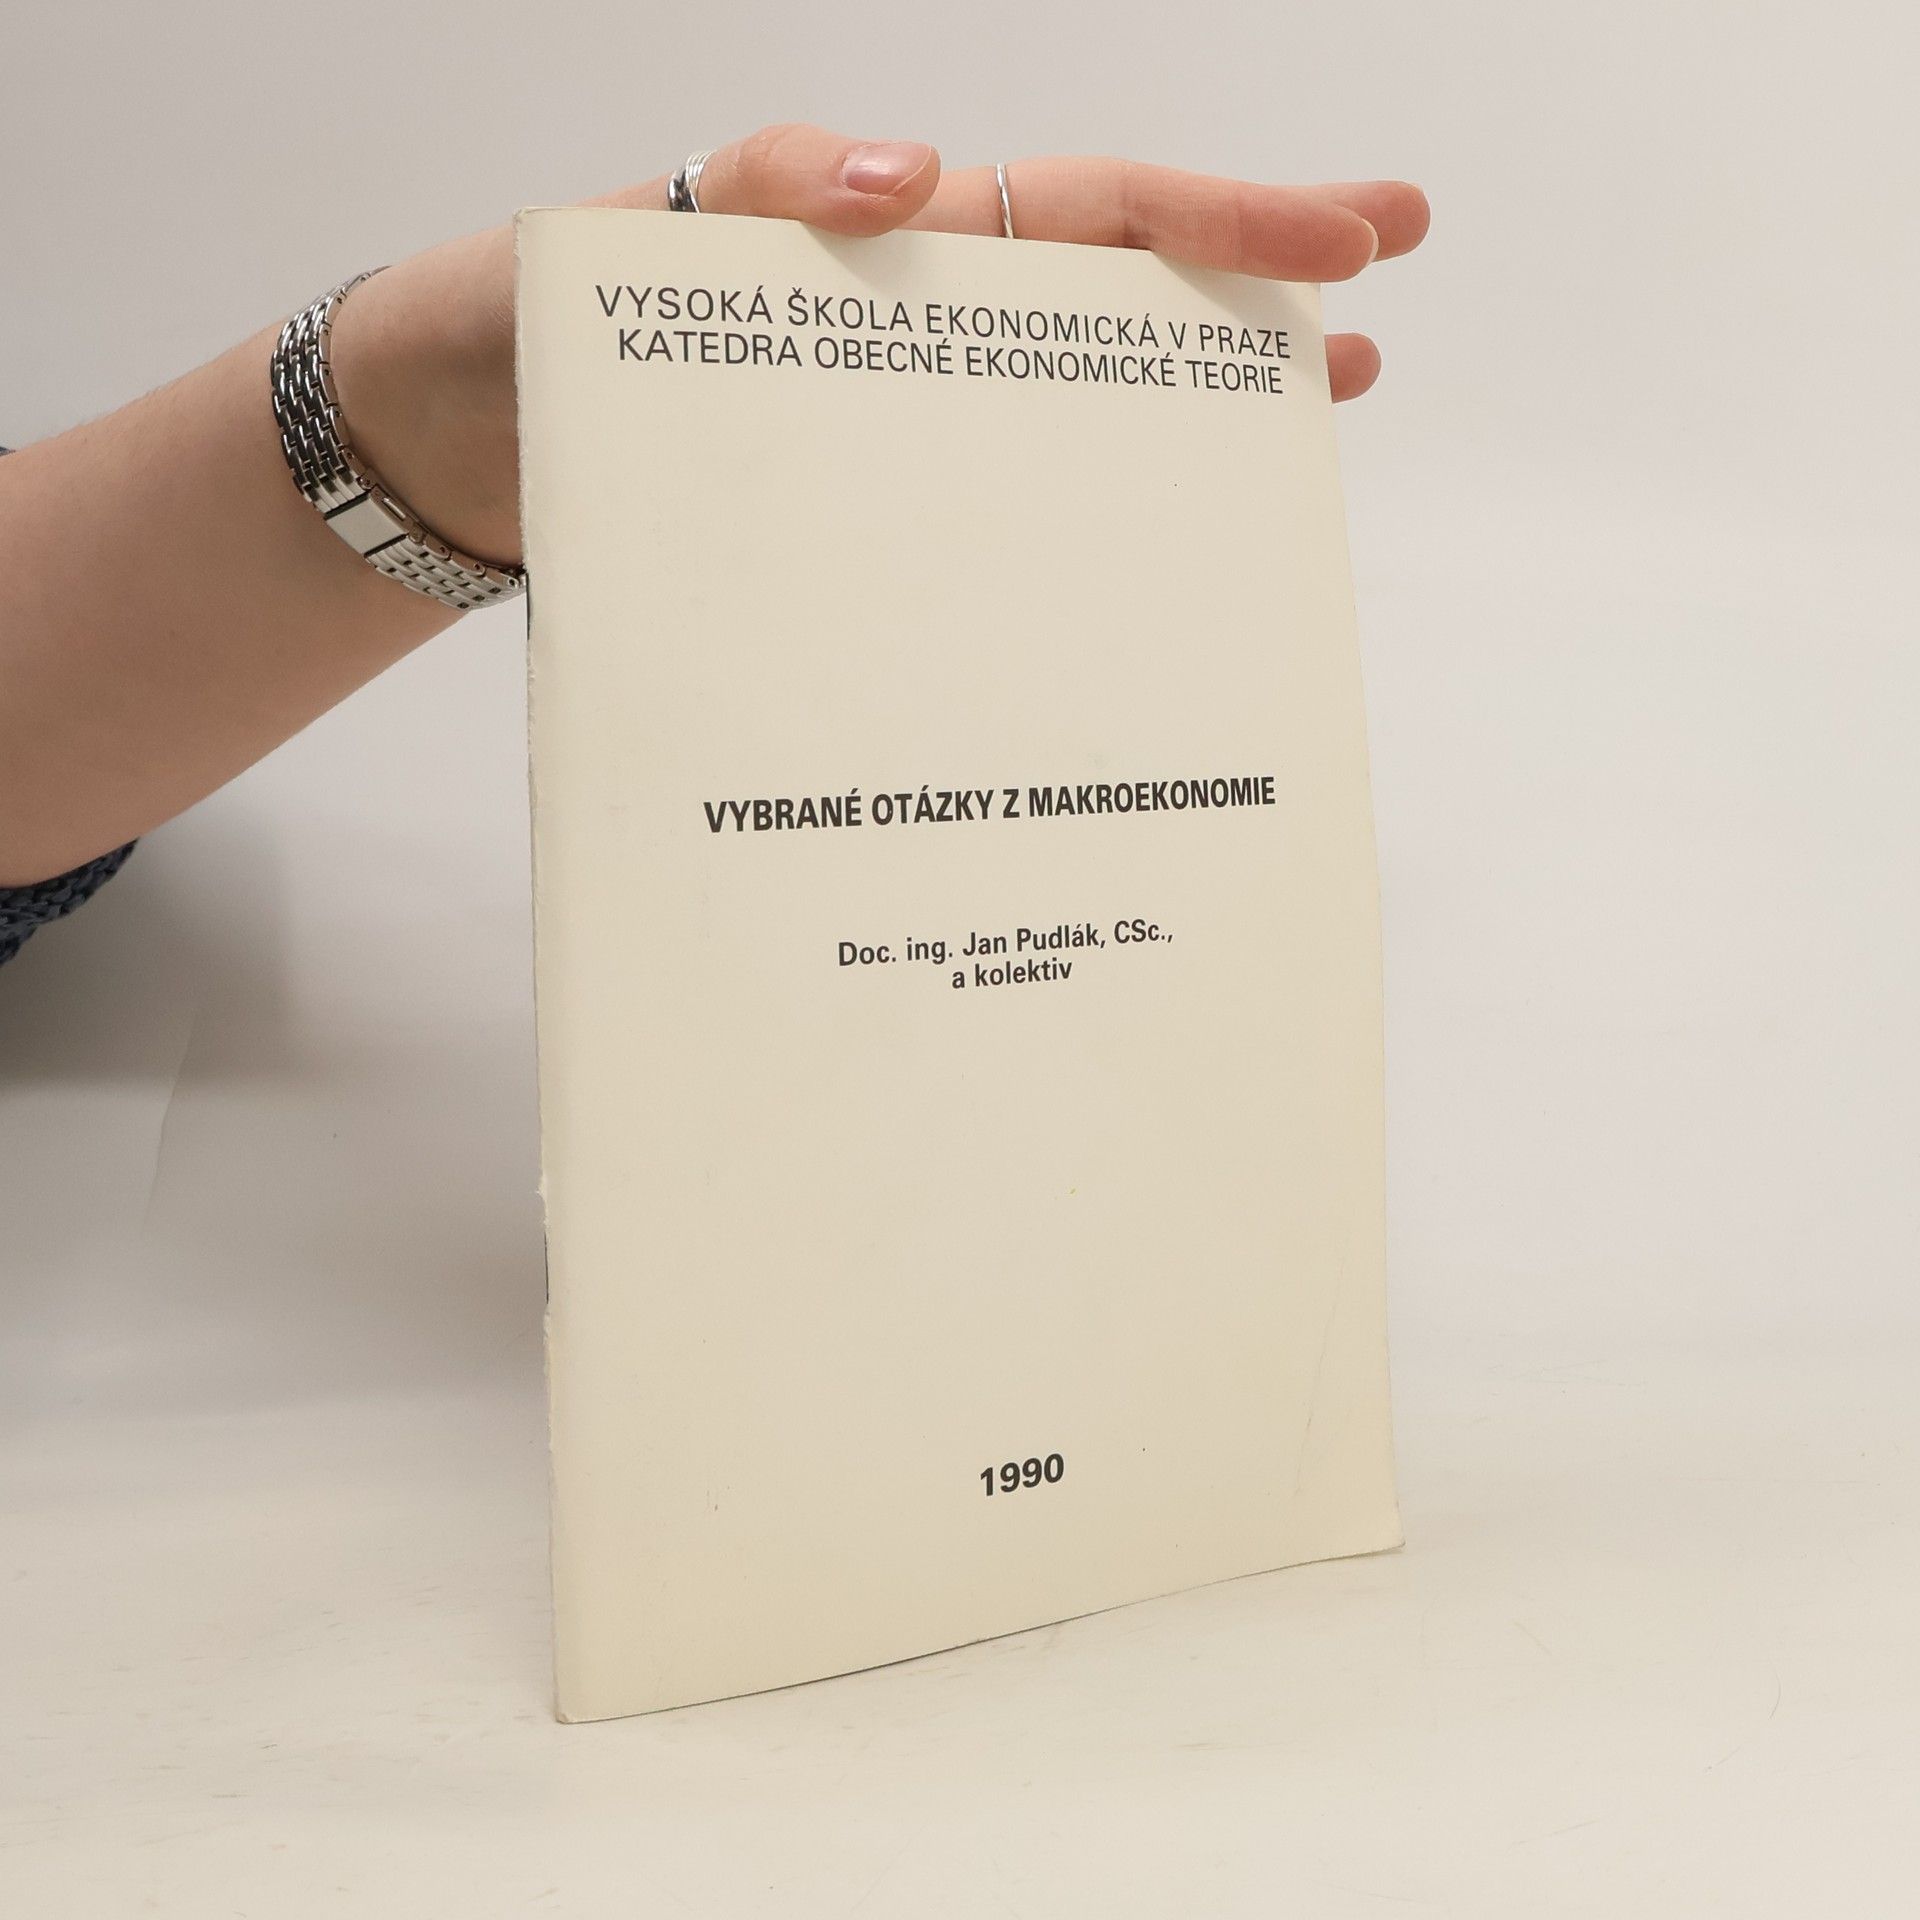 VYSOKÁ ŠKOLA EKONOMICKÁ V PRAZE
KATEDRA OBECNÉ EKONOMICKÉ TEORIE
VYBRANÉ OTÁZKY Z MAKROEKONOMIE
Doc. ing. Jan Pudlák, CSc.,
a kolektiv
1990